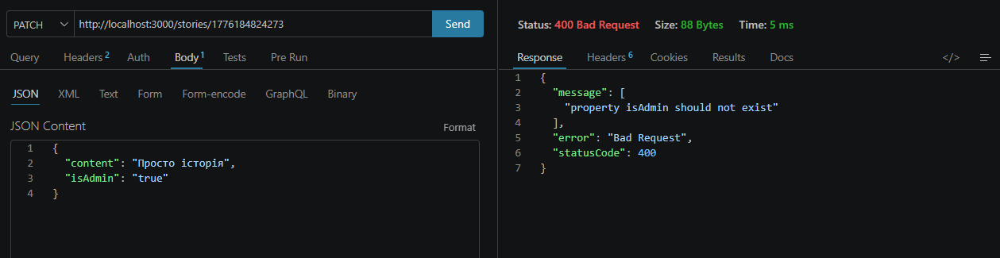 PATCH http://localhost:3000/stories/1776184824273 Send
Query Headers 2 Auth Body 1 Tests Pre Run
JSON XML Text Form Form-encode GraphQL Binary
JSON Content Format
1 {
2 "content": "Просто історія",
3 "isAdmin": "true"
4 }
Status: 400 Bad Request Size: 88 Bytes Time: 5 ms
Response Headers 6 Cookies Results Docs </>
1 {
2 "message": [
3 "property isAdmin should not exist"
4 ],
5 "error": "Bad Request",
6 "statusCode": 400
7 }